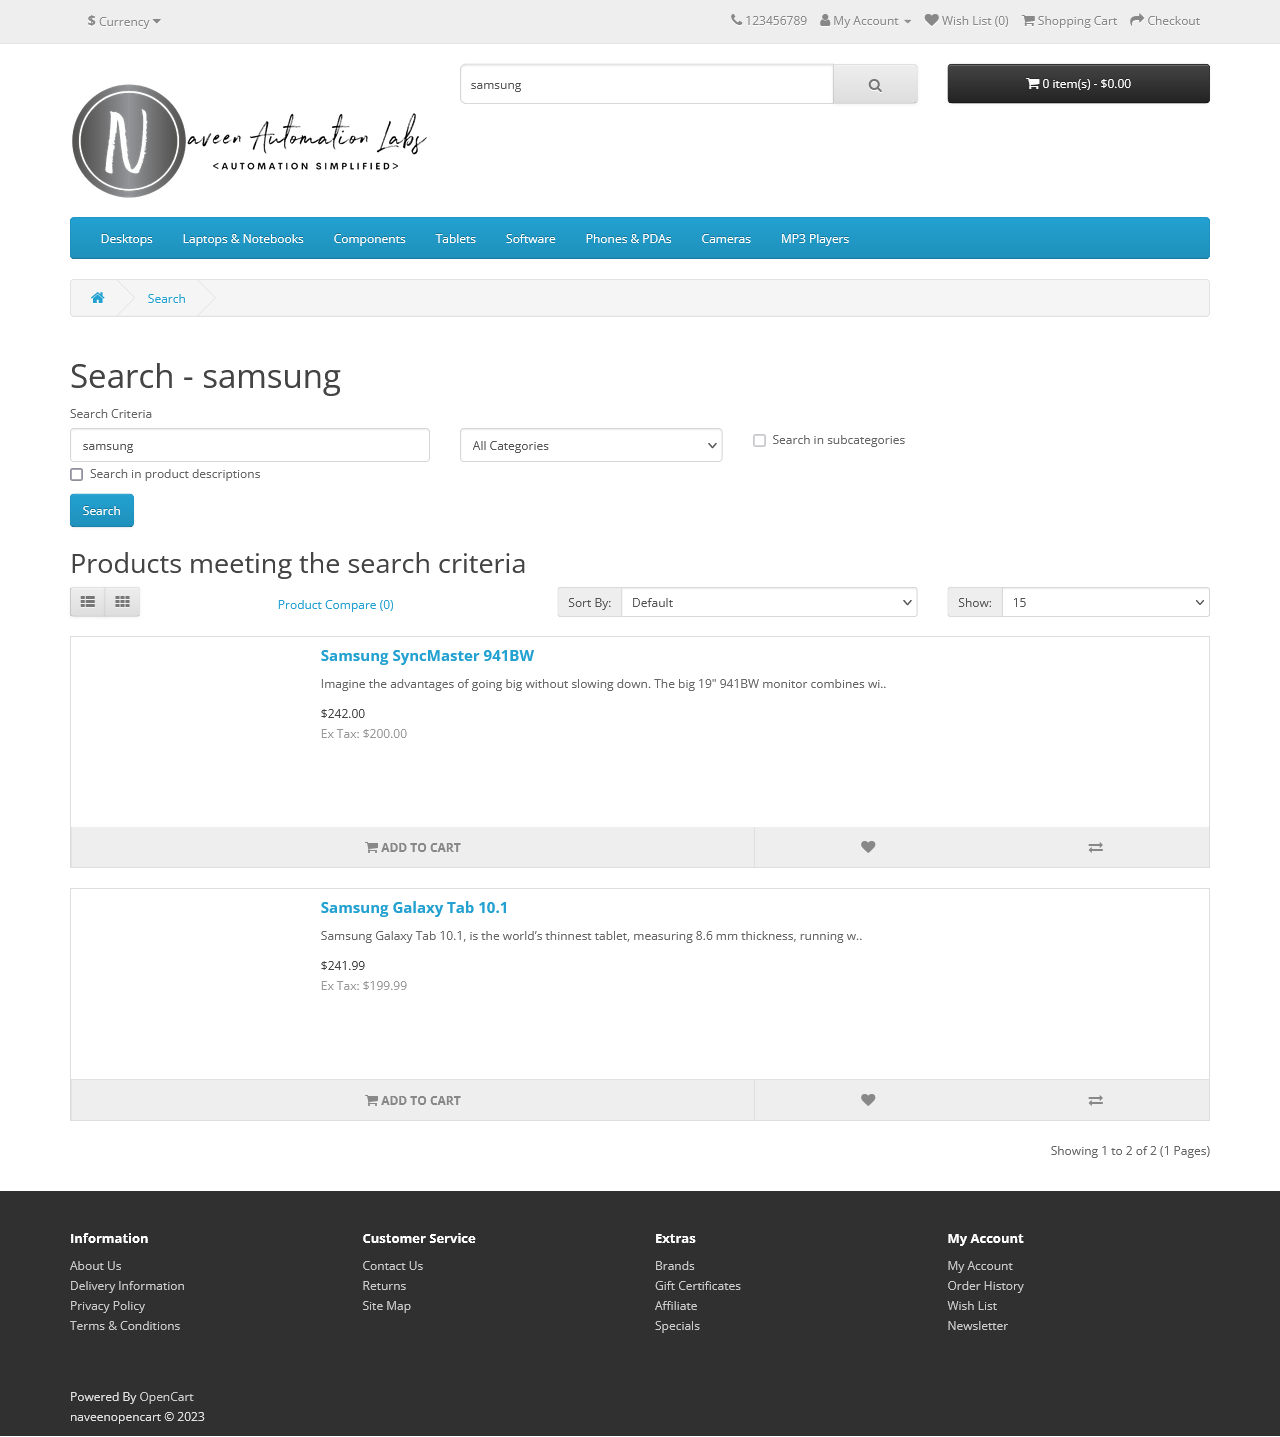 $ Currency
123456789 My Account Wish List (0) Shopping Cart Checkout
samsung
0 item(s) - $0.00
N
aveen Automation Labs
<AUTOMATION SIMPLIFIED>
Desktops Laptops & Notebooks Components Tablets Software Phones & PDAs Cameras MP3 Players
Search
Search - samsung
Search Criteria
samsung All Categories Search in subcategories
Search in product descriptions
Search
Products meeting the search criteria
Product Compare (0) Sort By: Default Show: 15
Samsung SyncMaster 941BW
Imagine the advantages of going big without slowing down. The big 19" 941BW monitor combines wi..
$242.00
Ex Tax: $200.00
ADD TO CART
Samsung Galaxy Tab 10.1
Samsung Galaxy Tab 10.1, is the world’s thinnest tablet, measuring 8.6 mm thickness, running w..
$241.99
Ex Tax: $199.99
ADD TO CART
Showing 1 to 2 of 2 (1 Pages)
Information
About Us
Delivery Information
Privacy Policy
Terms & Conditions
Customer Service
Contact Us
Returns
Site Map
Extras
Brands
Gift Certificates
Affiliate
Specials
My Account
My Account
Order History
Wish List
Newsletter
Powered By OpenCart
naveenopencart © 2023